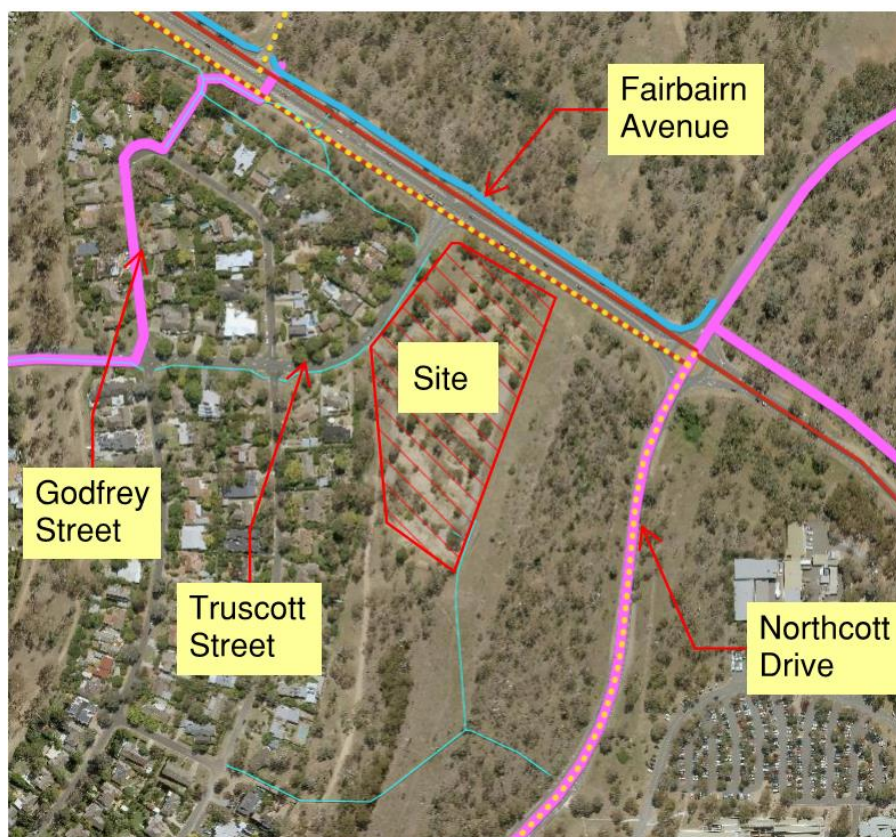 Fairbairn
Avenue
Site
Godfrey
Street
Truscott
Street
Northcott
Drive